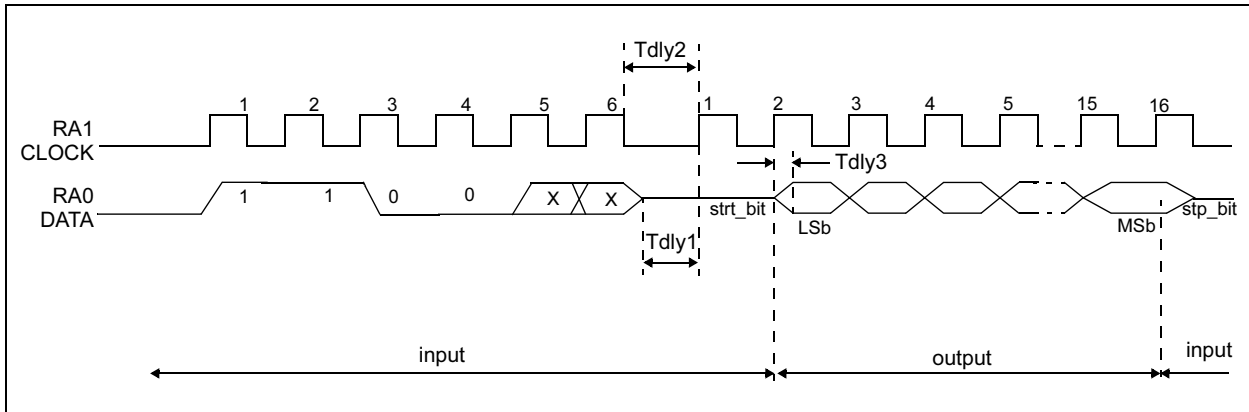 Tdly2
1 2 3 4 5 6 1 2 3 4 5 15 16
RA1
CLOCK
Tdly3
RA0
DATA
1 1 0 0 X X strt_bit LSb MSb stp_bit
Tdly1
input output input